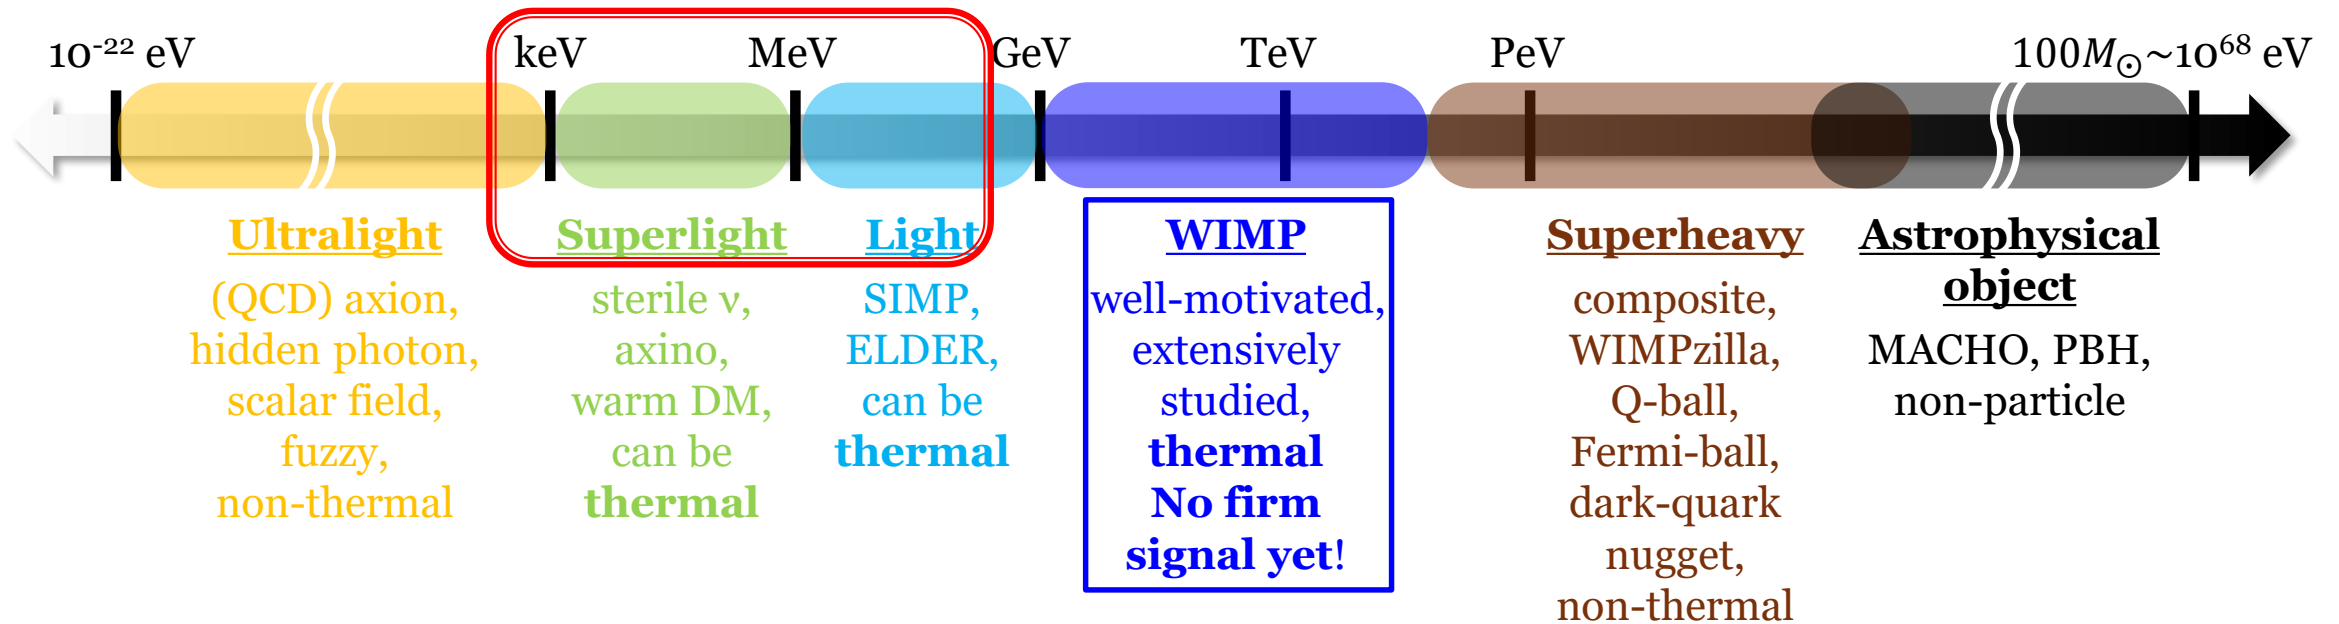 10⁻²² eV
keV
MeV
GeV
TeV
PeV
100M⊙~10⁶⁸ eV
Ultralight
(QCD) axion,
hidden photon,
scalar field,
fuzzy,
non-thermal
Superlight
sterile ν,
axino,
warm DM,
can be
thermal
Light
SIMP,
ELDER,
can be
thermal
WIMP
well-motivated,
extensively
studied,
thermal
No firm
signal yet!
Superheavy
composite,
WIMPzilla,
Q-ball,
Fermi-ball,
dark-quark
nugget,
non-thermal
Astrophysical
object
MACHO, PBH,
non-particle